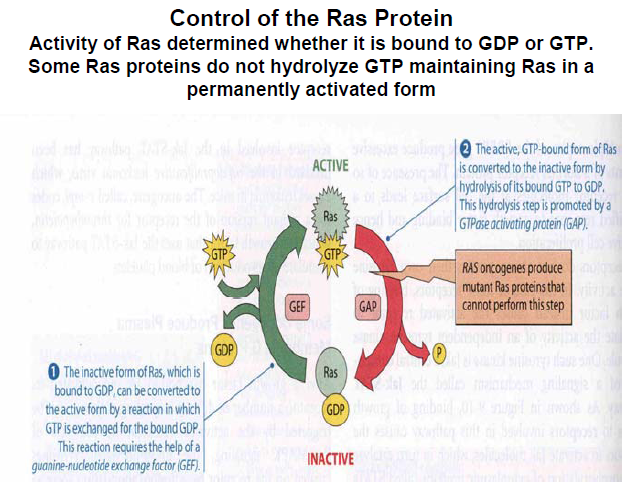 Control of the Ras Protein
Activity of Ras determined whether it is bound to GDP or GTP.
Some Ras proteins do not hydrolyze GTP maintaining Ras in a
permanently activated form
ACTIVE
Ras
GTP
GTP
GEF
GAP
GDP
P
Ras
GDP
INACTIVE
2 The active, GTP-bound form of Ras
is converted to the inactive form by
hydrolysis of its bound GTP to GDP.
This hydrolysis step is promoted by a
GTPase activating protein (GAP).
RAS oncogenes produce
mutant Ras proteins that
cannot perform this step
1 The inactive form of Ras, which is
bound to GDP, can be converted to
the active form by a reaction in which
GTP is exchanged for the bound GDP.
This reaction requires the help of a
guanine-nucleotide exchange factor (GEF).